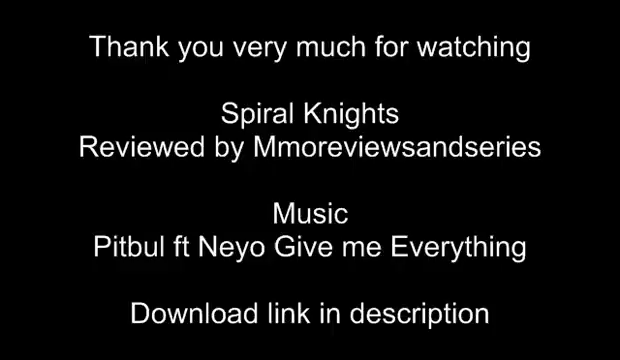 Thank you very much for watching
Spiral Knights
Reviewed by Mmoreviewsandseries
Music
Pitbul ft Neyo Give me Everything
Download link in description